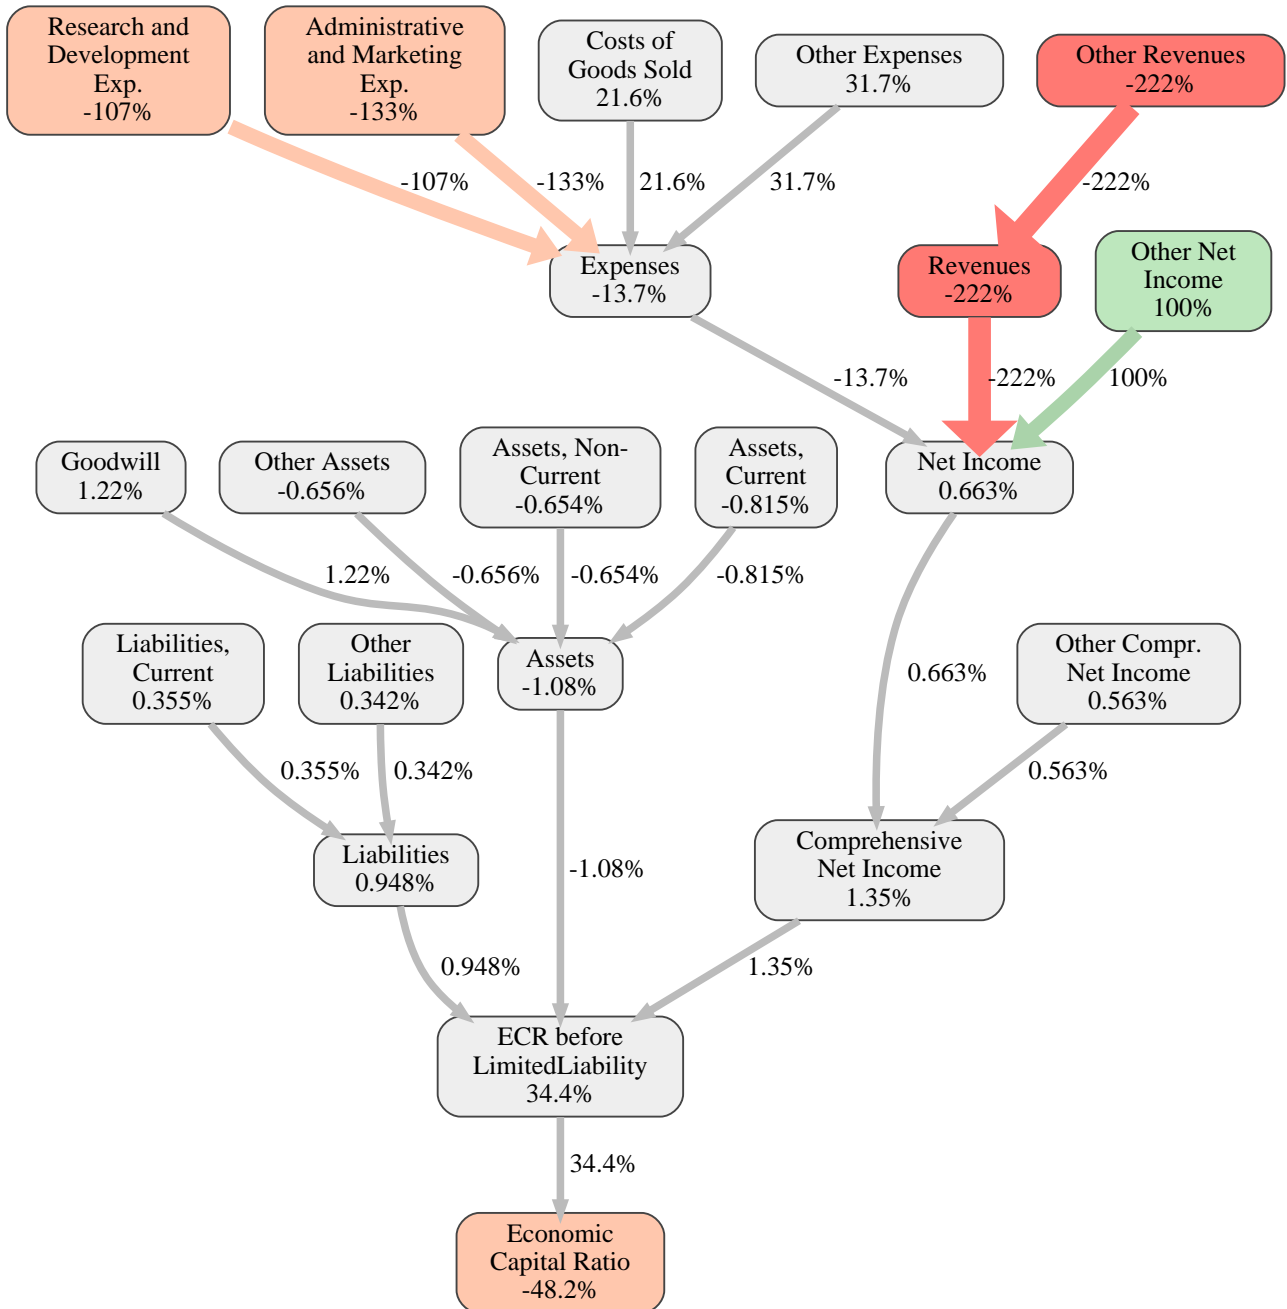 Research and
Development
Exp.
-107%
Administrative
and Marketing
Exp.
-133%
Costs of
Goods Sold
21.6%
Other Expenses
31.7%
Other Revenues
-222%
-107%
-133%
21.6%
31.7%
-222%
Expenses
-13.7%
Revenues
-222%
Other Net
Income
100%
-13.7%
-222%
100%
Goodwill
1.22%
Other Assets
-0.656%
Assets, Non-
Current
-0.654%
Assets,
Current
-0.815%
Net Income
0.663%
1.22%
-0.656%
-0.654%
-0.815%
Liabilities,
Current
0.355%
Other
Liabilities
0.342%
Assets
-1.08%
0.663%
Other Compr.
Net Income
0.563%
0.355%
0.342%
0.563%
Liabilities
0.948%
-1.08%
Comprehensive
Net Income
1.35%
0.948%
1.35%
ECR before
LimitedLiability
34.4%
34.4%
Economic
Capital Ratio
-48.2%